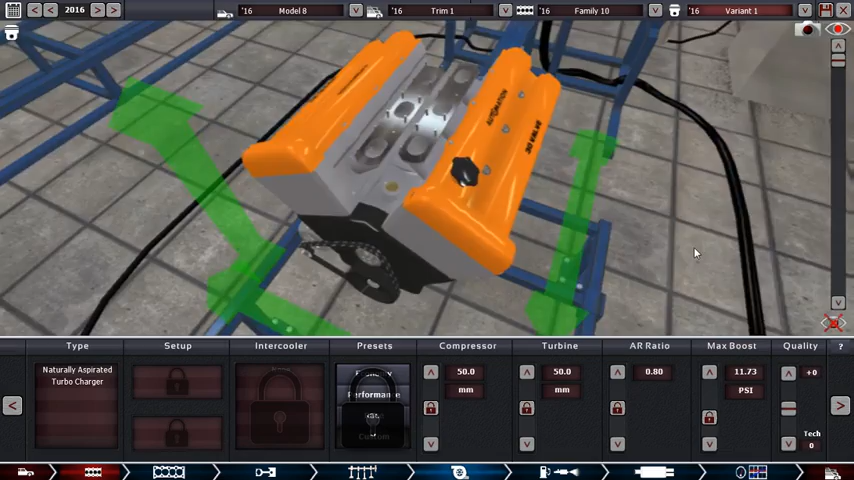 2016
'16 Model 8
'16 Trim 1
'16 Family 10
'16 Variant 1
Type
Setup
Intercooler
Presets
Compressor
Turbine
AR Ratio
Max Boost
Quality
?
Naturally Aspirated
Turbo Charger
Performance
Custom
50.0
mm
50.0
mm
0.80
11.73
PSI
+0
Tech
0